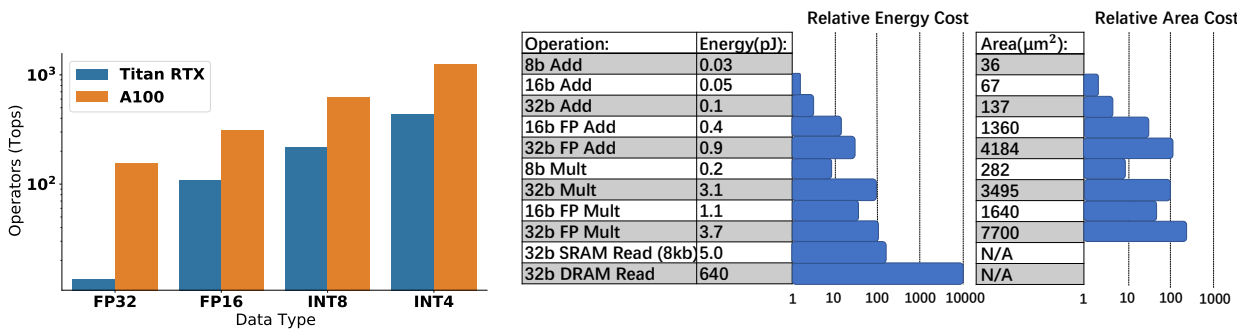 Operators (Tops)
10³
10²
Titan RTX
A100
FP32 FP16 INT8 INT4
Data Type
Relative Energy Cost
Operation: Energy(pJ):
8b Add 0.03
16b Add 0.05
32b Add 0.1
16b FP Add 0.4
32b FP Add 0.9
8b Mult 0.2
32b Mult 3.1
16b FP Mult 1.1
32b FP Mult 3.7
32b SRAM Read (8kb) 5.0
32b DRAM Read 640
1 10 100 1000 10000
Relative Area Cost
Area(μm²):
36
67
137
1360
4184
282
3495
1640
7700
N/A
N/A
1 10 100 1000